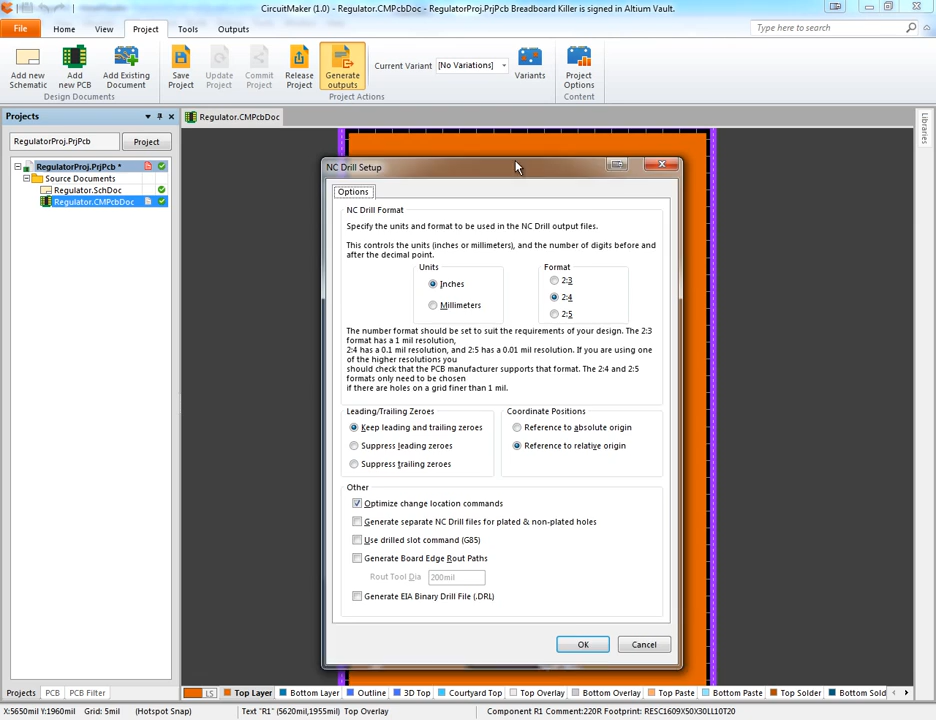 CircuitMaker (1.0) - Regulator.CMPcbDoc - RegulatorProj.PrjPcb Breadboard Killer is signed in Altium Vault.
File Home View Project Tools Outputs
Type here to search
Add new Schematic
Add new PCB
Add Existing Document
Save Project
Update Project
Commit Project
Release Project
Generate outputs
Current Variant [No Variations]
Variants
Project Options
Design Documents Project Actions Content
Projects
Regulator.CMPcbDoc
Libraries
RegulatorProj.PrjPcb Project
RegulatorProj.PrjPcb *
Source Documents
Regulator.SchDoc
Regulator.CMPcbDoc
NC Drill Setup
Options
NC Drill Format
Specify the units and format to be used in the NC Drill output files.
This controls the units (inches or millimeters), and the number of digits before and
after the decimal point.
Units Format
Inches
Millimeters
2:3
2:4
2:5
The number format should be set to suit the requirements of your design. The 2:3
format has a 1 mil resolution,
2:4 has a 0.1 mil resolution, and 2:5 has a 0.01 mil resolution. If you are using one
of the higher resolutions you
should check that the PCB manufacturer supports that format. The 2:4 and 2:5
formats only need to be chosen
if there are holes on a grid finer than 1 mil.
Leading/Trailing Zeroes
Keep leading and trailing zeroes
Suppress leading zeroes
Suppress trailing zeroes
Coordinate Positions
Reference to absolute origin
Reference to relative origin
Other
Optimize change location commands
Generate separate NC Drill files for plated & non-plated holes
Use drilled slot command (G85)
Generate Board Edge Rout Paths
Rout Tool Dia 200mil
Generate EIA Binary Drill File (.DRL)
OK Cancel
Projects PCB PCB Filter
LS Top Layer Bottom Layer Outline 3D Top Courtyard Top Top Overlay Bottom Overlay Top Paste Bottom Paste Top Solder Bottom Sold
X:5650mil Y:1960mil Grid: 5mil (Hotspot Snap) Text "R1" (5620mil,1955mil) Top Overlay Component R1 Comment:220R Footprint: RESC1609X50X30LL10T20